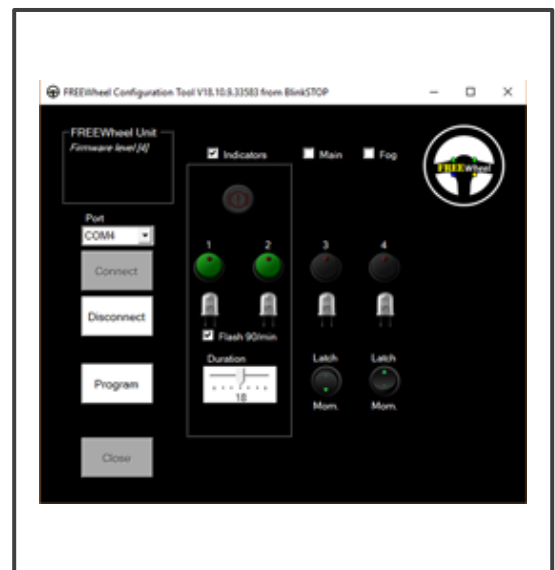 FREEWheel Configuration Tool V18.10.9.33583 from BlinkSTOP
FREEWheel Unit
Firmware level [4]
Indicators
Main
Fog
FREEWheel
Port
COM4
Connect
Disconnect
Program
Close
1
2
3
4
Flash 90/min
Duration
18
Latch
Latch
Mom.
Mom.